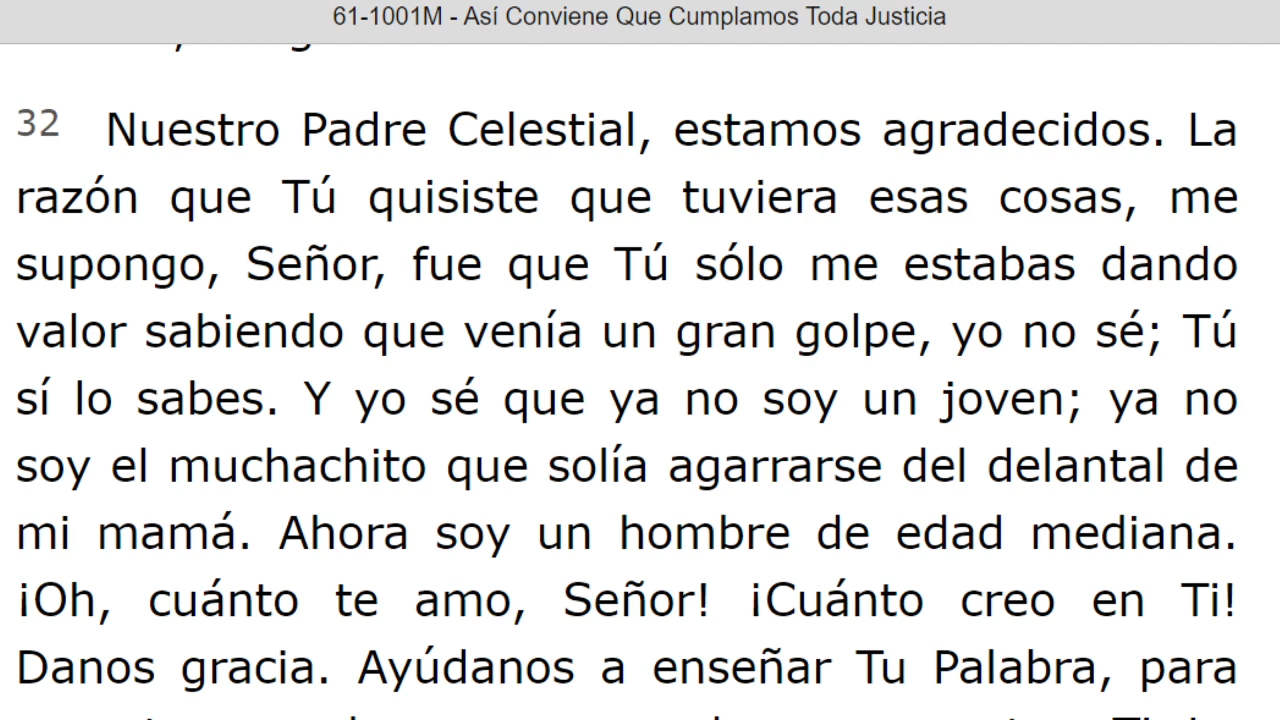 61-1001M - Así Conviene Que Cumplamos Toda Justicia
32 Nuestro Padre Celestial, estamos agradecidos. La
razón que Tú quisiste que tuviera esas cosas, me
supongo, Señor, fue que Tú sólo me estabas dando
valor sabiendo que venía un gran golpe, yo no sé; Tú
sí lo sabes. Y yo sé que ya no soy un joven; ya no
soy el muchachito que solía agarrarse del delantal de
mi mamá. Ahora soy un hombre de edad mediana.
¡Oh, cuánto te amo, Señor! ¡Cuánto creo en Ti!
Danos gracia. Ayúdanos a enseñar Tu Palabra, para